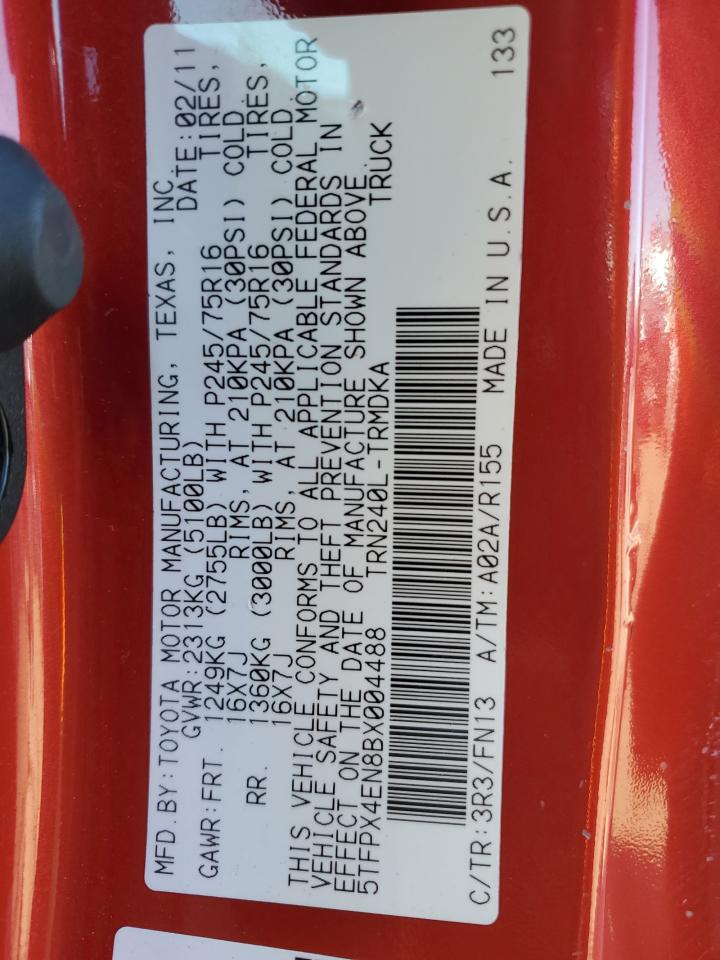 MFD.BY:TOYOTA MOTOR MANUFACTURING, TEXAS, INC.
GVWR:2313KG (5100LB) DATE:02/11
GAWR:FRT. 1249KG (2755LB) WITH P245/75R16 TIRES,
16X7J RIMS, AT 210KPA (30PSI) COLD
RR. 1360KG (3000LB) WITH P245/75R16 TIRES,
16X7J RIMS, AT 210KPA (30PSI) COLD
THIS VEHICLE CONFORMS TO ALL APPLICABLE FEDERAL MOTOR
VEHICLE SAFETY AND THEFT PREVENTION STANDARDS IN
EFFECT ON THE DATE OF MANUFACTURE SHOWN ABOVE.
5TFPX4EN8BX004488 TRN240L-TRMDKA TRUCK
C/TR:3R3/FN13 A/TM:A02A/R155 MADE IN U.S.A. 133